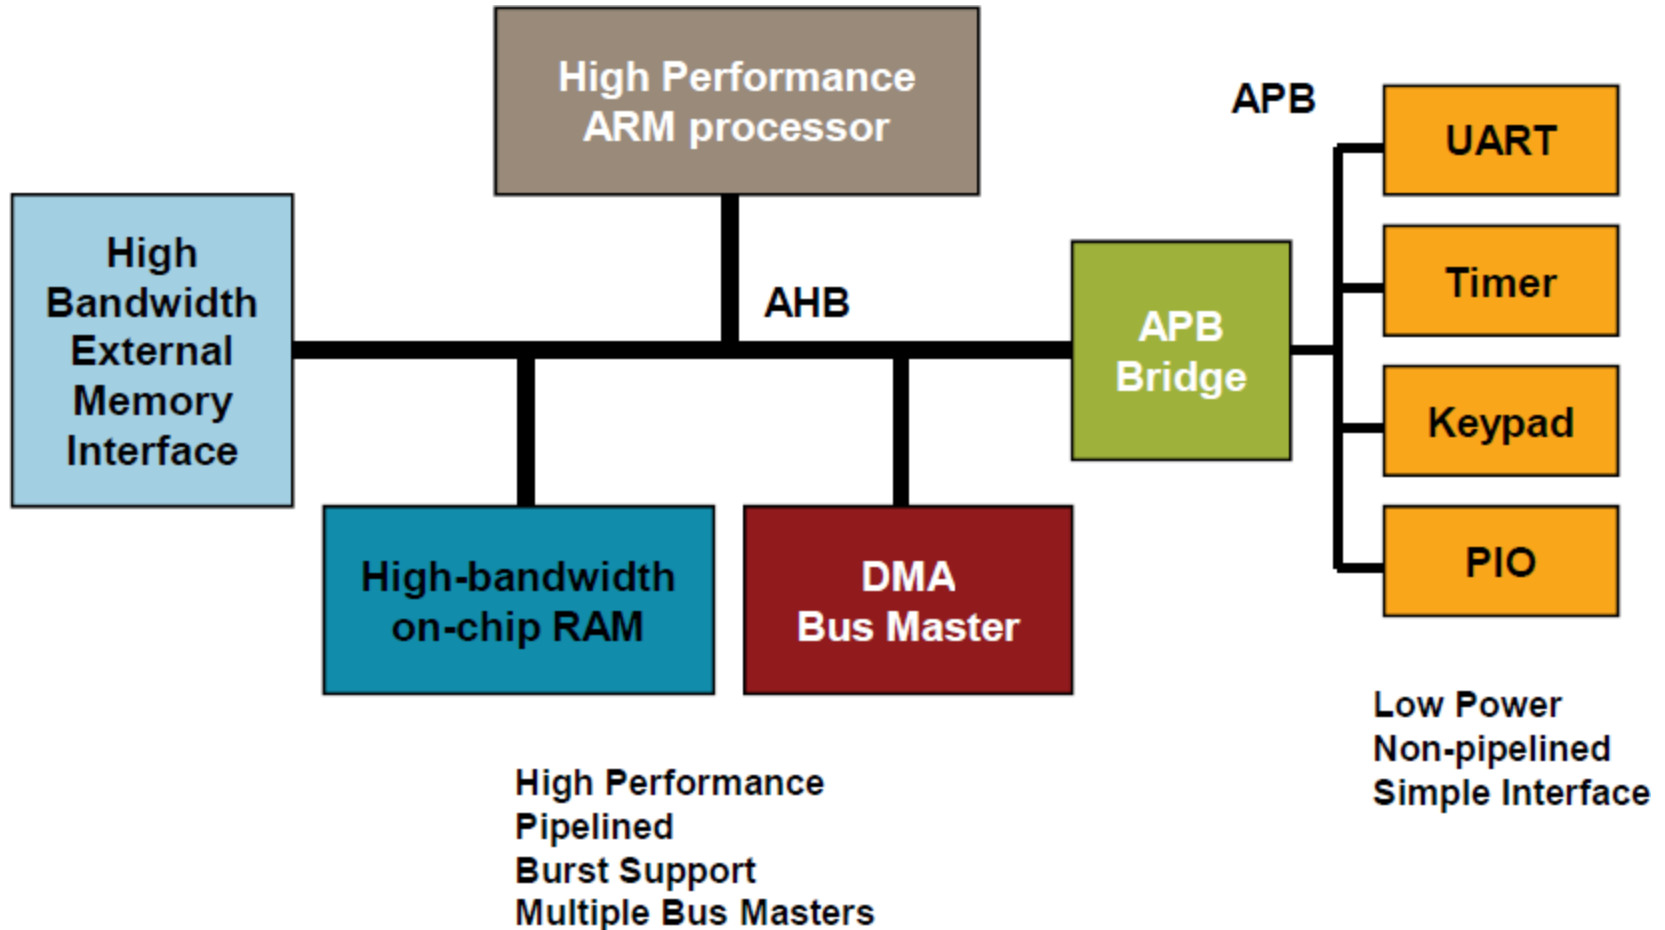 High Performance
ARM processor
APB
UART
High
Bandwidth
External
Memory
Interface
AHB
APB
Bridge
Timer
Keypad
High-bandwidth
on-chip RAM
DMA
Bus Master
PIO
High Performance
Pipelined
Burst Support
Multiple Bus Masters
Low Power
Non-pipelined
Simple Interface